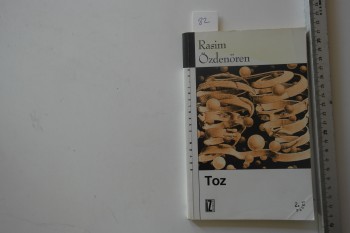 82
Rasim
Özdenören
Toz